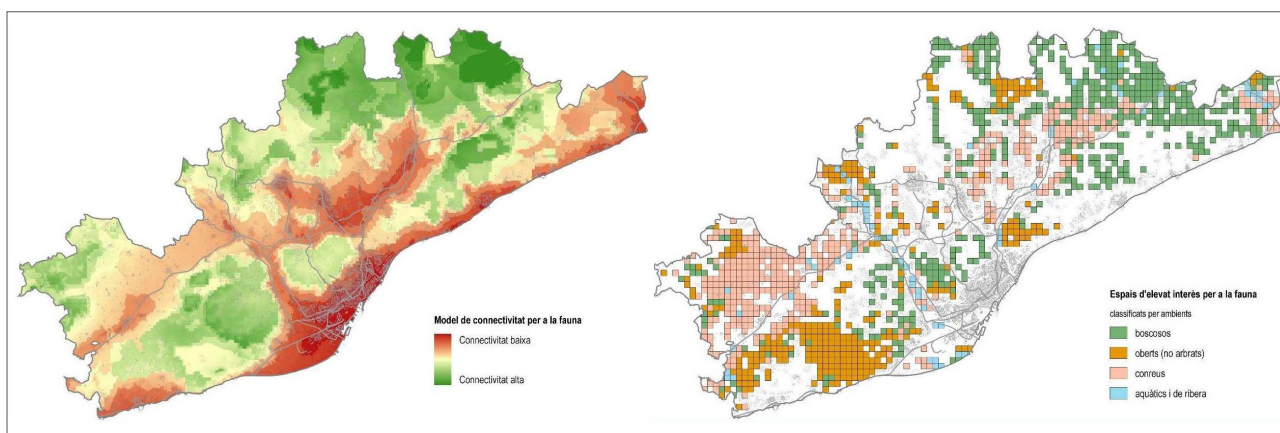 Model de connectivitat per a la fauna
Connectivitat baixa
Connectivitat alta
Espais d'elevat interès per a la fauna
classificats per ambients
boscosos
oberts (no arbrats)
conreus
aquàtics i de ribera